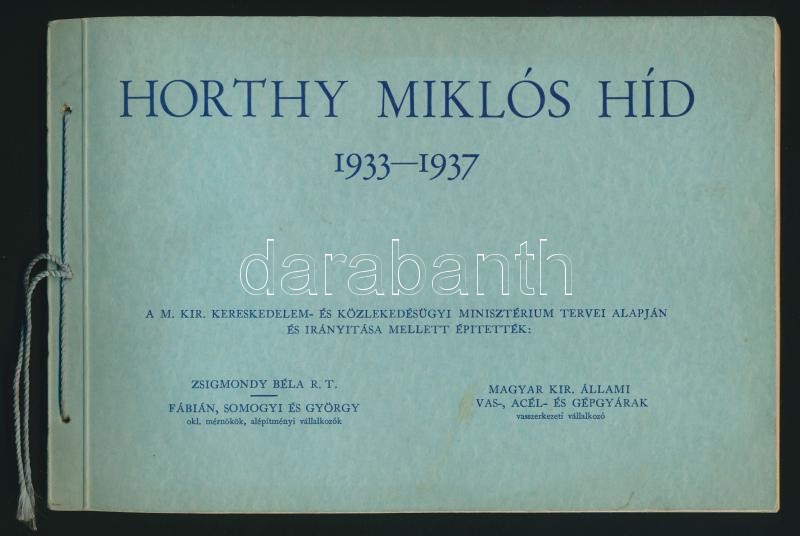 HORTHY MIKLÓS HÍD
1933—1937
darabanth
A M. KIR. KERESKEDELEM- ÉS KÖZLEKEDÉSÜGYI MINISZTÉRIUM TERVEI ALAPJÁN
ÉS IRÁNYITÁSA MELLETT ÉPITETTÉK:
ZSIGMONDY BÉLA R. T.
FÁBIÁN, SOMOGYI ÉS GYÖRGY
okl. mérnökök, alépítményi vállalkozók
MAGYAR KIR. ÁLLAMI
VAS-, ACÉL- ÉS GÉPGYÁRAK
vasszerkezeti vállalkozó